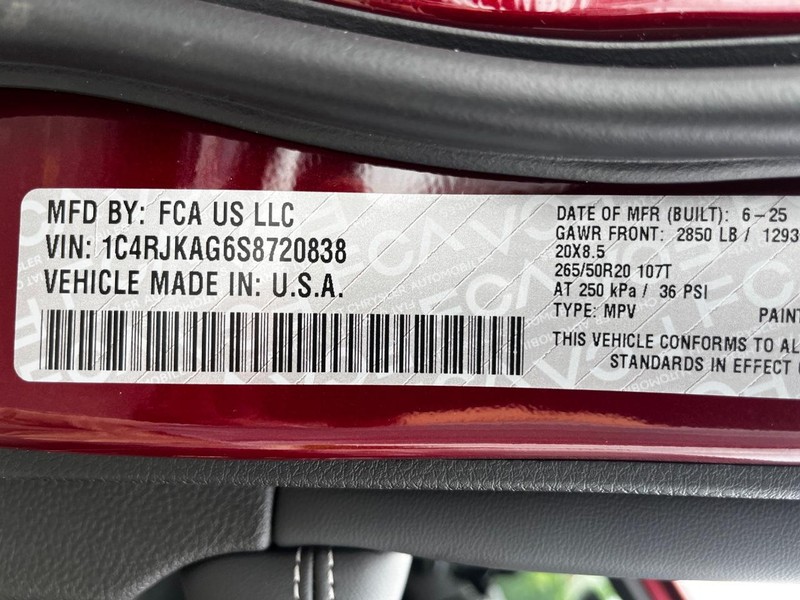 MFD BY: FCA US LLC
VIN: 1C4RJKAG6S8720838
VEHICLE MADE IN: U.S.A.
DATE OF MFR (BUILT): 6-25
GAWR FRONT: 2850 LB / 1293
20X8.5
265/50R20 107T
AT 250 kPa / 36 PSI
TYPE: MPV PAINT
THIS VEHICLE CONFORMS TO AL
STANDARDS IN EFFECT